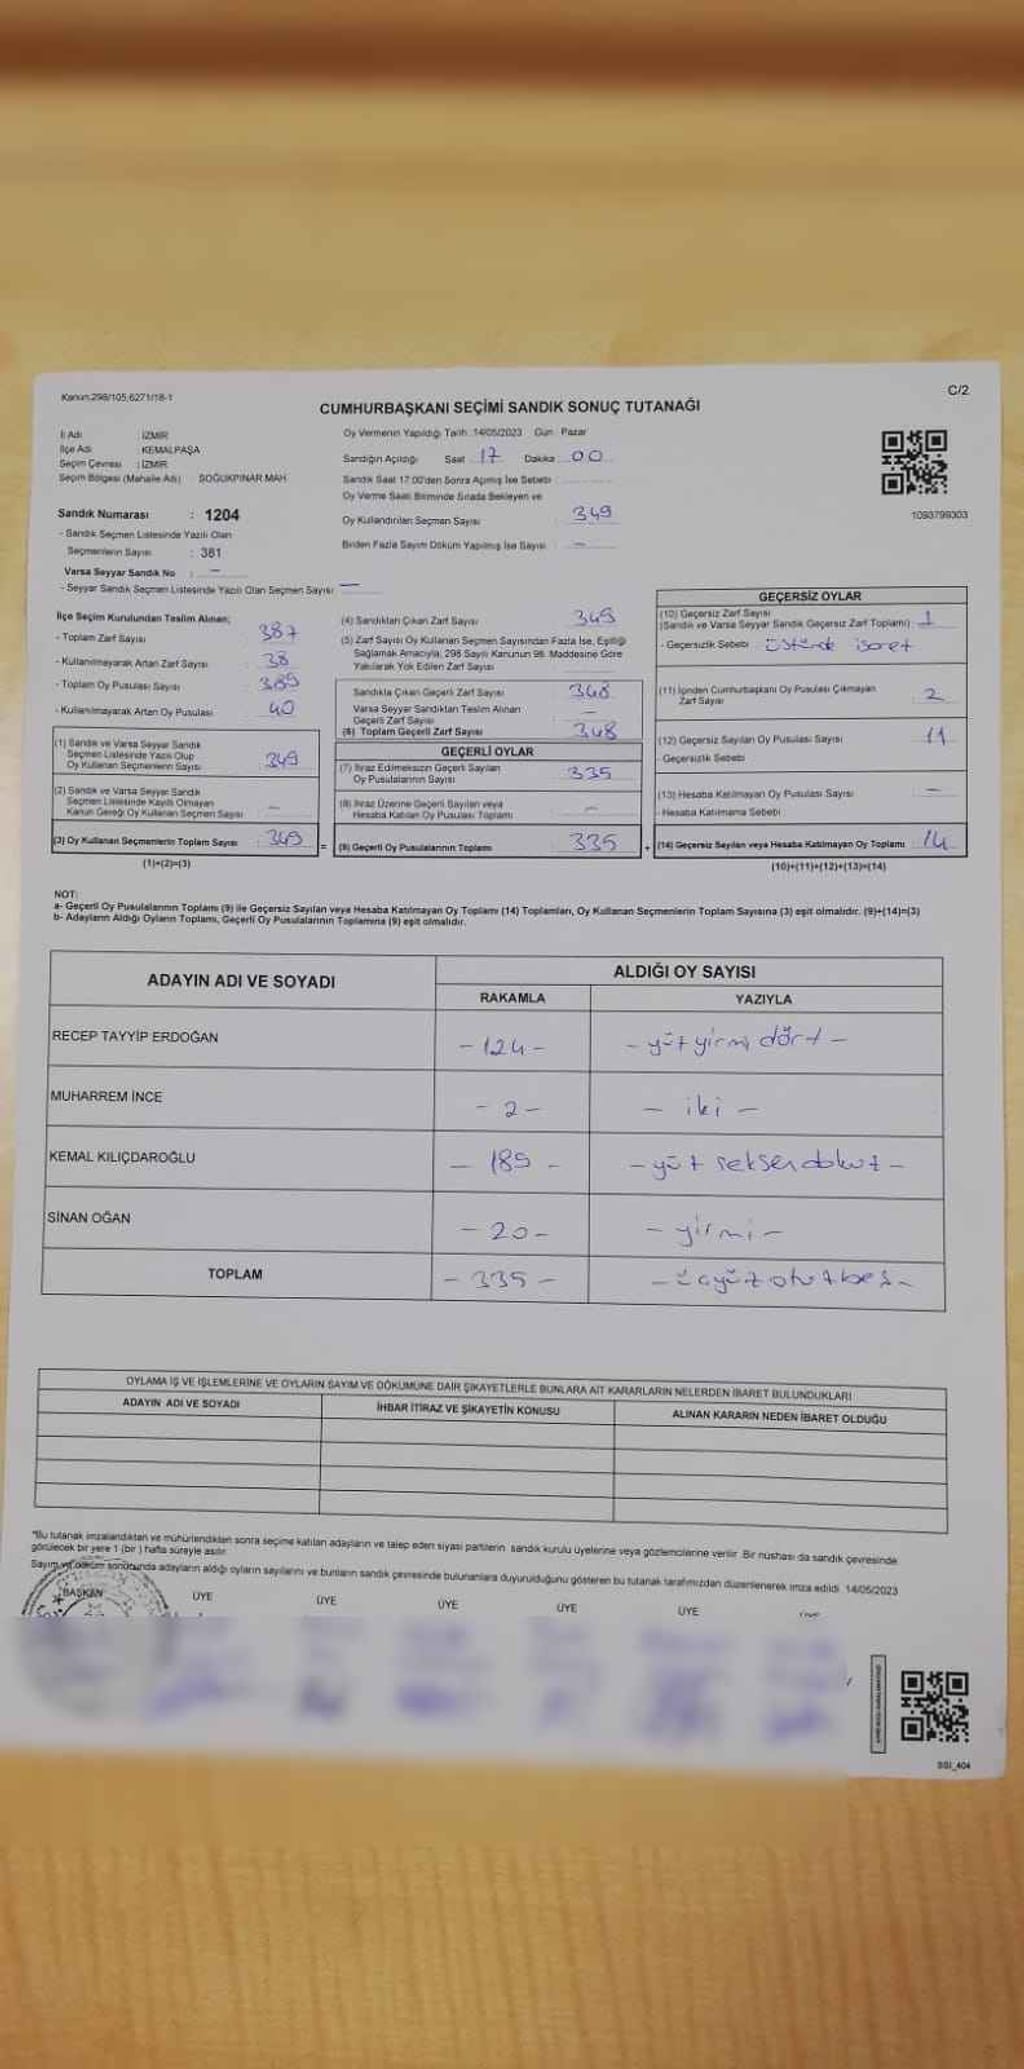 Kanun:298/105;6271/18-1
C/2
CUMHURBAŞKANI SEÇİMİ SANDIK SONUÇ TUTANAĞI
İl Adı : İZMİR
İlçe Adı : KEMALPAŞA
Seçim Çevresi : İZMİR
Seçim Bölgesi (Mahalle Adı) SOĞUKPINAR MAH.
Sandık Numarası : 1204
- Sandık Seçmen Listesinde Yazılı Olan
Seçmenlerin Sayısı : 381
Varsa Seyyar Sandık No : —
- Seyyar Sandık Seçmen Listesinde Yazılı Olan Seçmen Sayısı —
Oy Vermenin Yapıldığı Tarih :14/05/2023 Gün : Pazar
Sandığın Açıldığı Saat : 17 Dakika : 00
Sandık Saat 17:00'den Sonra Açılmış İse Sebebi :
Oy Verme Saati Bitiminde Sırada Bekleyen ve
Oy Kullandırılan Seçmen Sayısı : 349
Birden Fazla Sayım Döküm Yapılmış İse Sayısı : —
1093799303
İlçe Seçim Kurulundan Teslim Alınan;
- Toplam Zarf Sayısı : 387
- Kullanılmayarak Artan Zarf Sayısı : 38
- Toplam Oy Pusulası Sayısı : 389
- Kullanılmayarak Artan Oy Pusulası : 40
(1) Sandık ve Varsa Seyyar Sandık
Seçmen Listesinde Yazılı Olup
Oy Kullanan Seçmenlerin Sayısı : 349
(2) Sandık ve Varsa Seyyar Sandık
Seçmen Listesinde Kayıtlı Olmayan
Kanun Gereği Oy Kullanan Seçmen Sayısı : —
(3) Oy Kullanan Seçmenlerin Toplam Sayısı : 349
(1)+(2)=(3)
(4) Sandıktan Çıkan Zarf Sayısı : 349
(5) Zarf Sayısı Oy Kullanan Seçmen Sayısından Fazla İse, Eşitliği
Sağlamak Amacıyla, 298 Sayılı Kanunun 98. Maddesine Göre
Yakılarak Yok Edilen Zarf Sayısı
Sandıkta Çıkan Geçerli Zarf Sayısı : 348
Varsa Seyyar Sandıktan Teslim Alınan
Geçerli Zarf Sayısı : —
(6) Toplam Geçerli Zarf Sayısı : 348
GEÇERLİ OYLAR
(7) İtiraz Edilmeksizin Geçerli Sayılan
Oy Pusulalarının Sayısı : 335
(8) İtiraz Üzerine Geçerli Sayılan veya
Hesaba Katılan Oy Pusulası Toplamı : —
= (9) Geçerli Oy Pusulalarının Toplamı : 335
GEÇERSİZ OYLAR
(10) Geçersiz Zarf Sayısı
(Sandık ve Varsa Seyyar Sandık Geçersiz Zarf Toplamı) : 1
- Geçersizlik Sebebi : üstünde işaret
(11) İçinden Cumhurbaşkanı Oy Pusulası Çıkmayan
Zarf Sayısı : 2
(12) Geçersiz Sayılan Oy Pusulası Sayısı : 11
Geçersizlik Sebebi
(13) Hesaba Katılmayan Oy Pusulası Sayısı : —
- Hesaba Katılmama Sebebi
+ (14) Geçersiz Sayılan veya Hesaba Katılmayan Oy Toplamı : 14
(10)+(11)+(12)+(13)=(14)
NOT:
a- Geçerli Oy Pusulalarının Toplamı (9) ile Geçersiz Sayılan veya Hesaba Katılmayan Oy Toplamı (14) Toplamları, Oy Kullanan Seçmenlerin Toplam Sayısına (3) eşit olmalıdır. (9)+(14)=(3)
b- Adayların Aldığı Oyların Toplamı, Geçerli Oy Pusulalarının Toplamına (9) eşit olmalıdır.
ADAYIN ADI VE SOYADI
ALDIĞI OY SAYISI
RAKAMLA YAZIYLA
RECEP TAYYİP ERDOĞAN - 124 - - yüz yirmi dört -
MUHARREM İNCE - 2 - - iki -
KEMAL KILIÇDAROĞLU - 189 - - yüz seksen dokuz -
SİNAN OĞAN - 20 - - yirmi -
TOPLAM - 335 - - üçyüz otuz beş -
OYLAMA İŞ VE İŞLEMLERİNE VE OYLARIN SAYIM VE DÖKÜMÜNE DAİR ŞİKAYETLERLE BUNLARA AİT KARARLARIN NELERDEN İBARET BULUNDUKLARI
ADAYIN ADI VE SOYADI İHBAR İTİRAZ VE ŞİKAYETİN KONUSU ALINAN KARARIN NEDEN İBARET OLDUĞU
*Bu tutanak imzalandıktan ve mühürlendikten sonra seçime katılan adayların ve talep eden siyasi partilerin sandık kurulu üyelerine veya gözlemcilerine verilir. Bir nüshası da sandık çevresinde
görülecek bir yere 1 (bir) hafta süreyle asılır.
Sayım ve döküm sonucunda adayların aldığı oyların sayılarını ve bunların sandık çevresinde bulunanlara duyurulduğunu gösteren bu tutanak tarafımızdan düzenlenerek imza edildi. 14/05/2023
BAŞKAN ÜYE ÜYE ÜYE ÜYE ÜYE
SSI_404